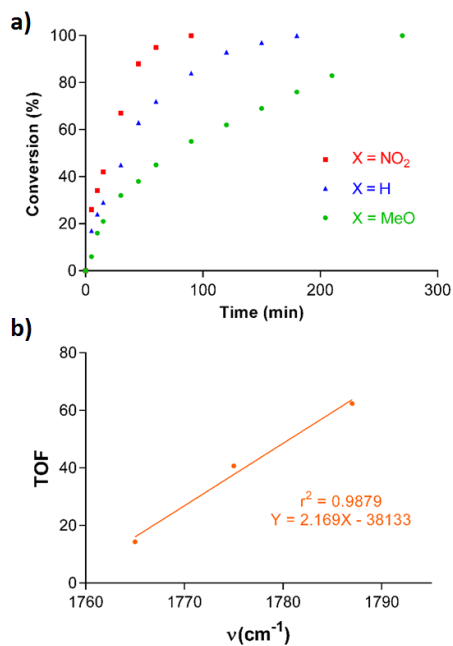 a)
100
80
60
40
20
0
Conversion (%)
X = NO₂
X = H
X = MeO
0 100 200 300
Time (min)
b)
80
60
40
20
0
TOF
r² = 0.9879
Y = 2.169X - 38133
1760 1770 1780 1790
ν(cm⁻¹)